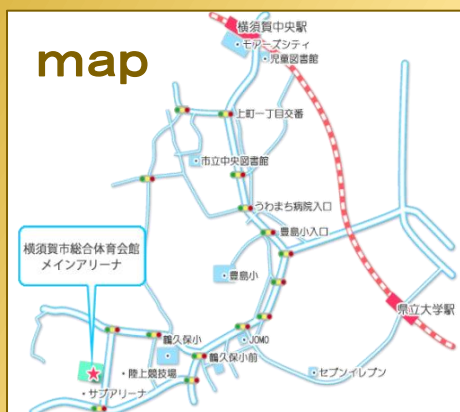 map
横須賀中央駅
モアーズシティ
児童図書館
上町一丁目交番
市立中央図書館
うわまち病院入口
豊島小入口
横須賀市総合体育会館
メインアリーナ
豊島小
県立大学駅
鶴久保小
JOMO
鶴久保小前
陸上競技場
セブンイレブン
サブアリーナ